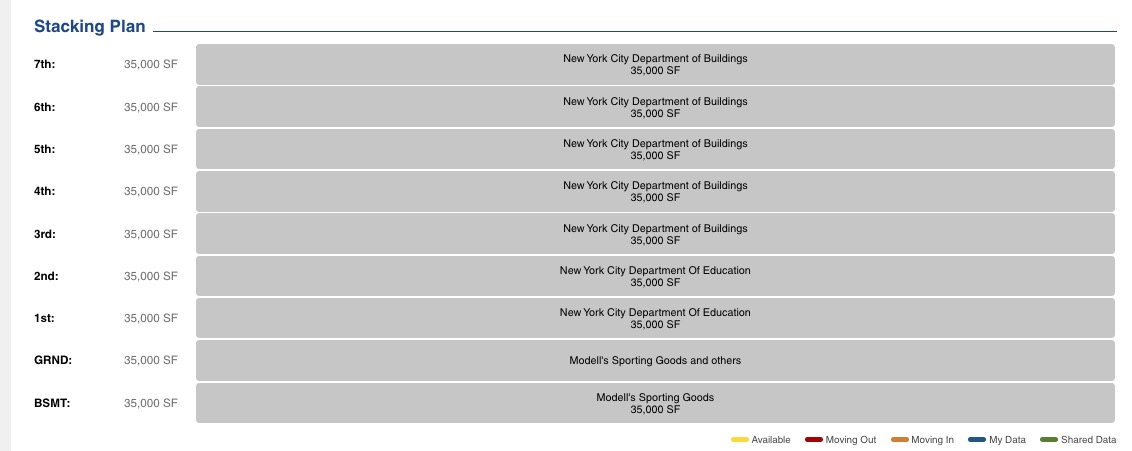 Stacking Plan
7th: 35,000 SF New York City Department of Buildings
35,000 SF
6th: 35,000 SF New York City Department of Buildings
35,000 SF
5th: 35,000 SF New York City Department of Buildings
35,000 SF
4th: 35,000 SF New York City Department of Buildings
35,000 SF
3rd: 35,000 SF New York City Department of Buildings
35,000 SF
2nd: 35,000 SF New York City Department Of Education
35,000 SF
1st: 35,000 SF New York City Department Of Education
35,000 SF
GRND: 35,000 SF Modell's Sporting Goods and others
BSMT: 35,000 SF Modell's Sporting Goods
35,000 SF
Available Moving Out Moving In My Data Shared Data